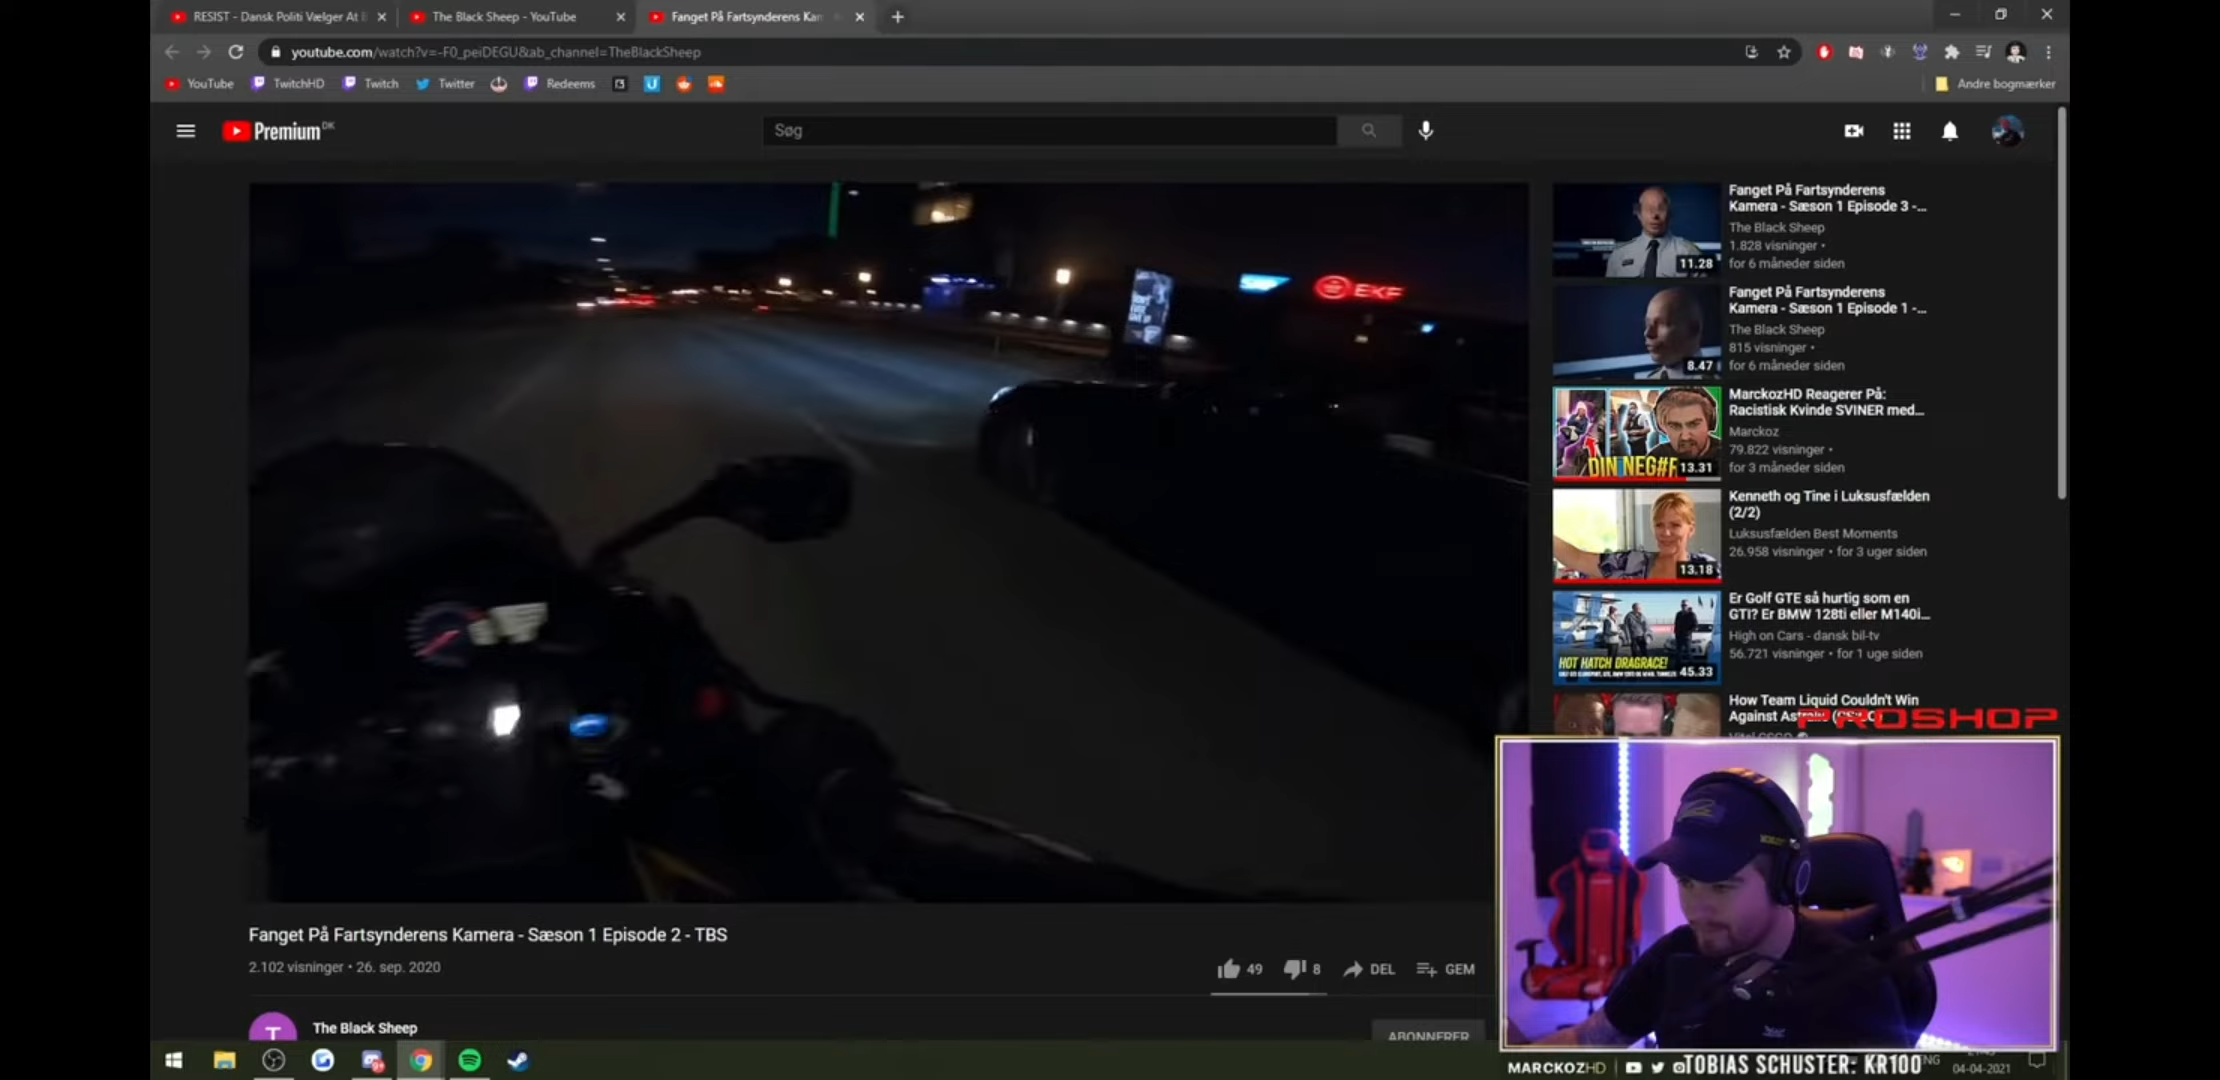 RESIST - Dansk Politi Vælger At
The Black Sheep - YouTube
Fanget På Fartsynderens Kam
youtube.com/watch?v=-F0_peiDEGU&ab_channel=TheBlackSheep
YouTube
TwitchHD
Twitch
Twitter
Redeems
Andre bogmærker
Premium DK
Søg
EKF
Fanget På Fartsynderens
Kamera - Sæson 1 Episode 3 -...
The Black Sheep
1.828 visninger •
for 6 måneder siden
11.28
Fanget På Fartsynderens
Kamera - Sæson 1 Episode 1 -...
The Black Sheep
815 visninger •
for 6 måneder siden
8.47
MarckozHD Reagerer På:
Racistisk Kvinde SVINER med...
Marckoz
79.822 visninger •
for 3 måneder siden
DIN NEG#R
13.31
Kenneth og Tine i Luksusfælden
(2/2)
Luksusfælden Best Moments
26.958 visninger • for 3 uger siden
13.18
Er Golf GTE så hurtig som en
GTI? Er BMW 128ti eller M140i...
High on Cars - dansk bil-tv
56.721 visninger • for 1 uge siden
HOT HATCH DRAGRACE!
45.33
How Team Liquid Couldn't Win
Against
PROSHOP
Fanget På Fartsynderens Kamera - Sæson 1 Episode 2 - TBS
2.102 visninger • 26. sep. 2020
49
8
DEL
GEM
T
The Black Sheep
ABONNERER
MARCKOZHD
TOBIAS SCHUSTER: KR100
04-04-2021